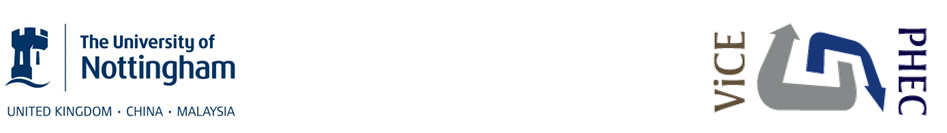 The University of
Nottingham
UNITED KINGDOM · CHINA · MALAYSIA
ViCE
PHEC